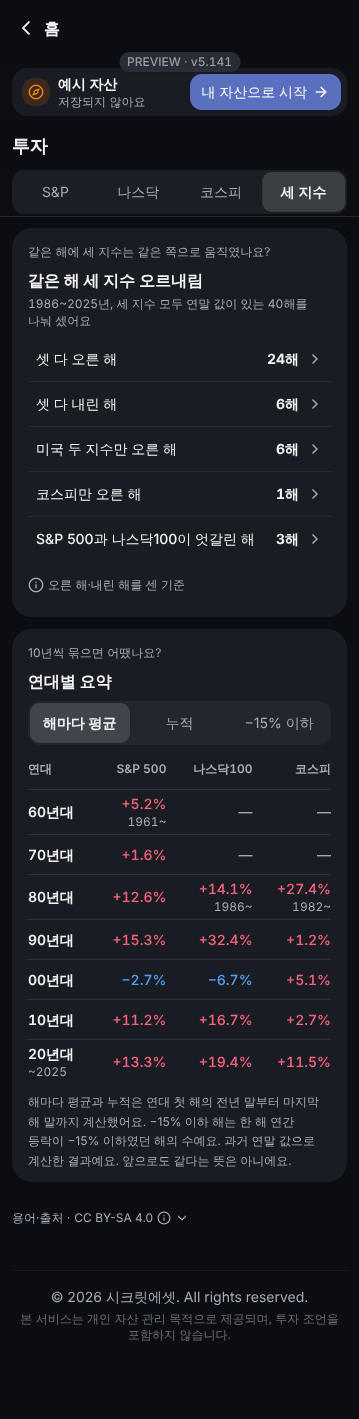 홈
PREVIEW · v5.141
예시 자산
저장되지 않아요
내 자산으로 시작
투자
S&P 나스닥 코스피 세 지수
같은 해에 세 지수는 같은 쪽으로 움직였나요?
같은 해 세 지수 오르내림
1986~2025년, 세 지수 모두 연말 값이 있는 40해를
나눠 셌어요
셋 다 오른 해 24해
셋 다 내린 해 6해
미국 두 지수만 오른 해 6해
코스피만 오른 해 1해
S&P 500과 나스닥100이 엇갈린 해 3해
오른 해·내린 해를 센 기준
10년씩 묶으면 어땠나요?
연대별 요약
해마다 평균 누적 −15% 이하
연대 S&P 500 나스닥100 코스피
60년대 +5.2% — —
1961~
70년대 +1.6% — —
80년대 +12.6% +14.1% +27.4%
1986~ 1982~
90년대 +15.3% +32.4% +1.2%
00년대 −2.7% −6.7% +5.1%
10년대 +11.2% +16.7% +2.7%
20년대 +13.3% +19.4% +11.5%
~2025
해마다 평균과 누적은 연대 첫 해의 전년 말부터 마지막
해 말까지 계산했어요. −15% 이하 해는 한 해 연간
등락이 −15% 이하였던 해의 수예요. 과거 연말 값으로
계산한 결과예요. 앞으로도 같다는 뜻은 아니에요.
용어·출처 · CC BY-SA 4.0
© 2026 시크릿에셋. All rights reserved.
본 서비스는 개인 자산 관리 목적으로 제공되며, 투자 조언을
포함하지 않습니다.